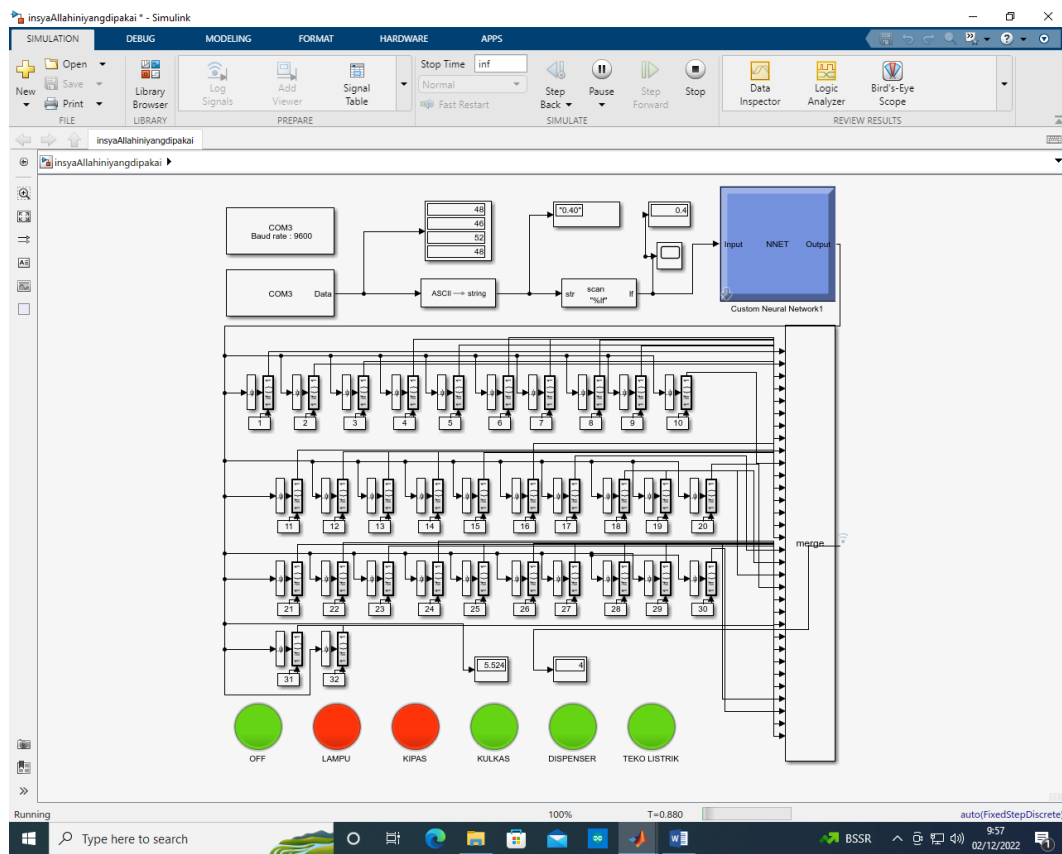 insyaAllahiniyangdipakai * - Simulink
SIMULATION DEBUG MODELING FORMAT HARDWARE APPS
New
Open
Save
Print
FILE
Library Browser
LIBRARY
Log Signals
Add Viewer
Signal Table
PREPARE
Stop Time inf
Normal
Fast Restart
Step Back
Pause
Step Forward
Stop
SIMULATE
Data Inspector
Logic Analyzer
Bird's-Eye Scope
REVIEW RESULTS
insyaAllahiniyangdipakai
insyaAllahiniyangdipakai
COM3
Baud rate : 9600
48
46
52
48
"0.40"
0.4
COM3 Data
ASCII → string
str scan "%lf" lf
Input NNET Output
Custom Neural Network1
1 2 3 4 5 6 7 8 9 10
11 12 13 14 15 16 17 18 19 20
merge
21 22 23 24 25 26 27 28 29 30
31 32
5.524
4
OFF LAMPU KIPAS KULKAS DISPENSER TEKO LISTRIK
Running 100% T=0.880 auto(FixedStepDiscrete)
Type here to search
BSSR
9:57
02/12/2022